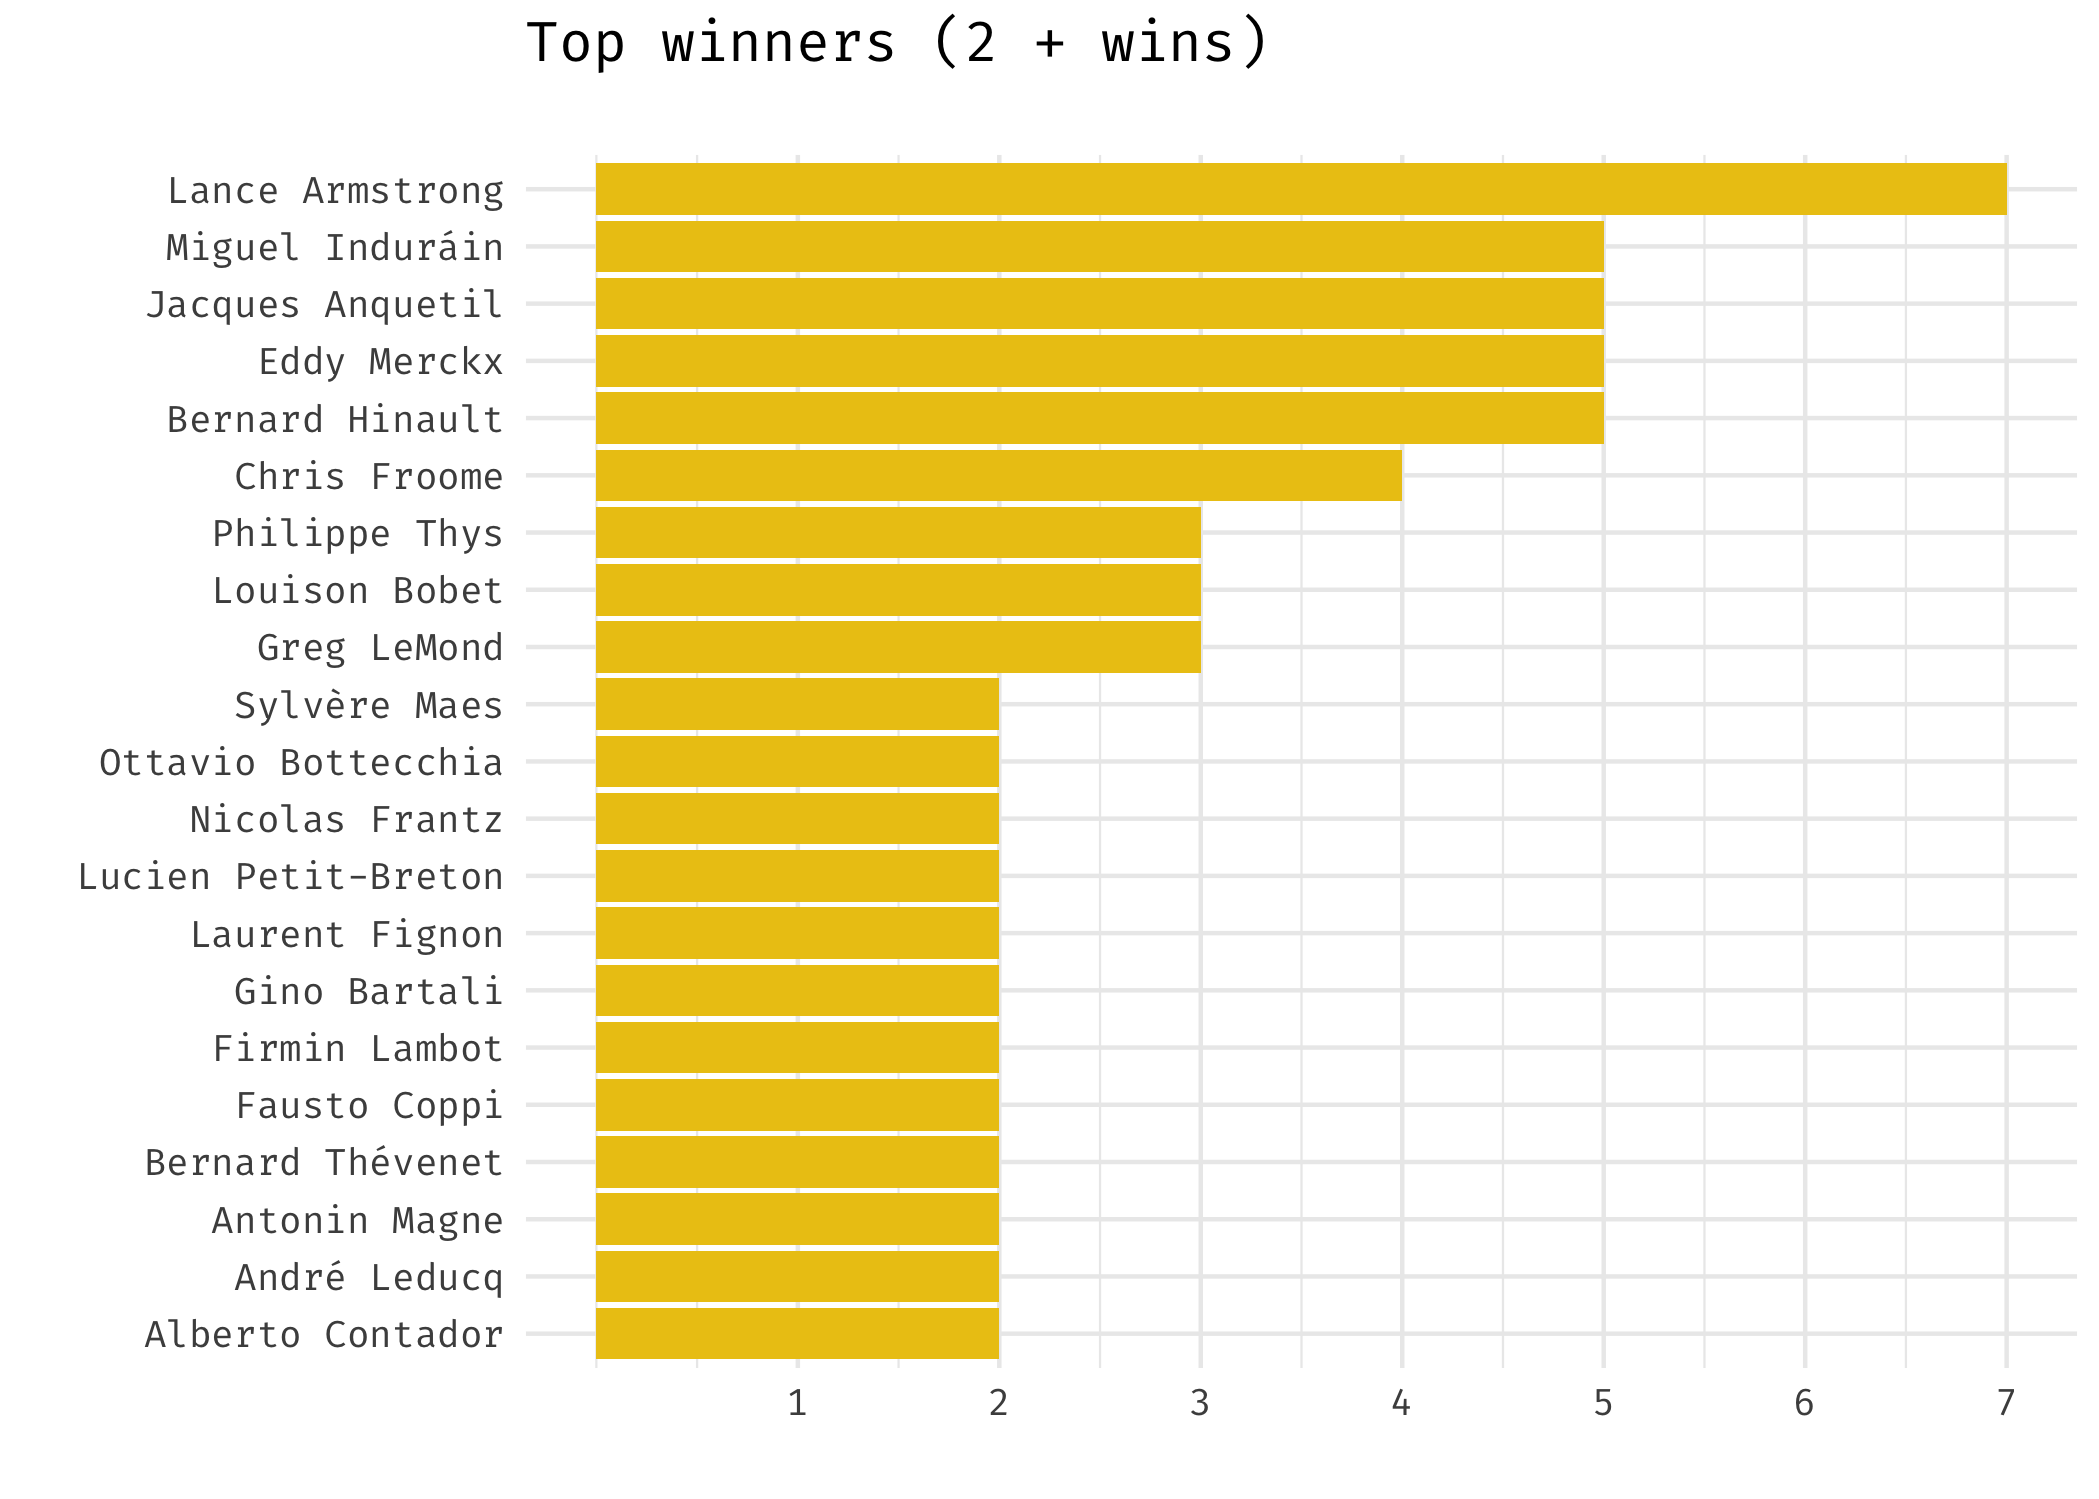 Top winners (2 + wins)
Lance Armstrong
Miguel Induráin
Jacques Anquetil
Eddy Merckx
Bernard Hinault
Chris Froome
Philippe Thys
Louison Bobet
Greg LeMond
Sylvère Maes
Ottavio Bottecchia
Nicolas Frantz
Lucien Petit-Breton
Laurent Fignon
Gino Bartali
Firmin Lambot
Fausto Coppi
Bernard Thévenet
Antonin Magne
André Leducq
Alberto Contador
1 2 3 4 5 6 7